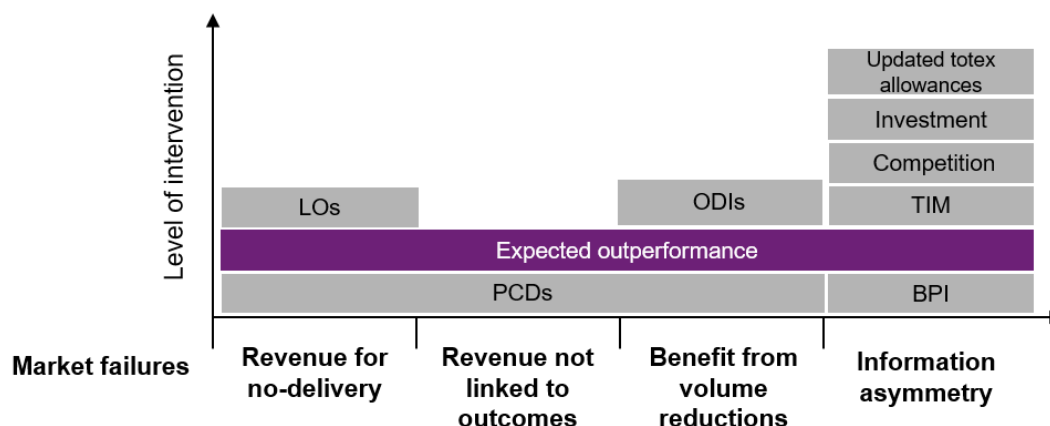 Level of intervention
Updated totex
allowances
Investment
Competition
LOs
ODIs
TIM
Expected outperformance
PCDs
BPI
Market failures
Revenue for
no-delivery
Revenue not
linked to
outcomes
Benefit from
volume
reductions
Information
asymmetry